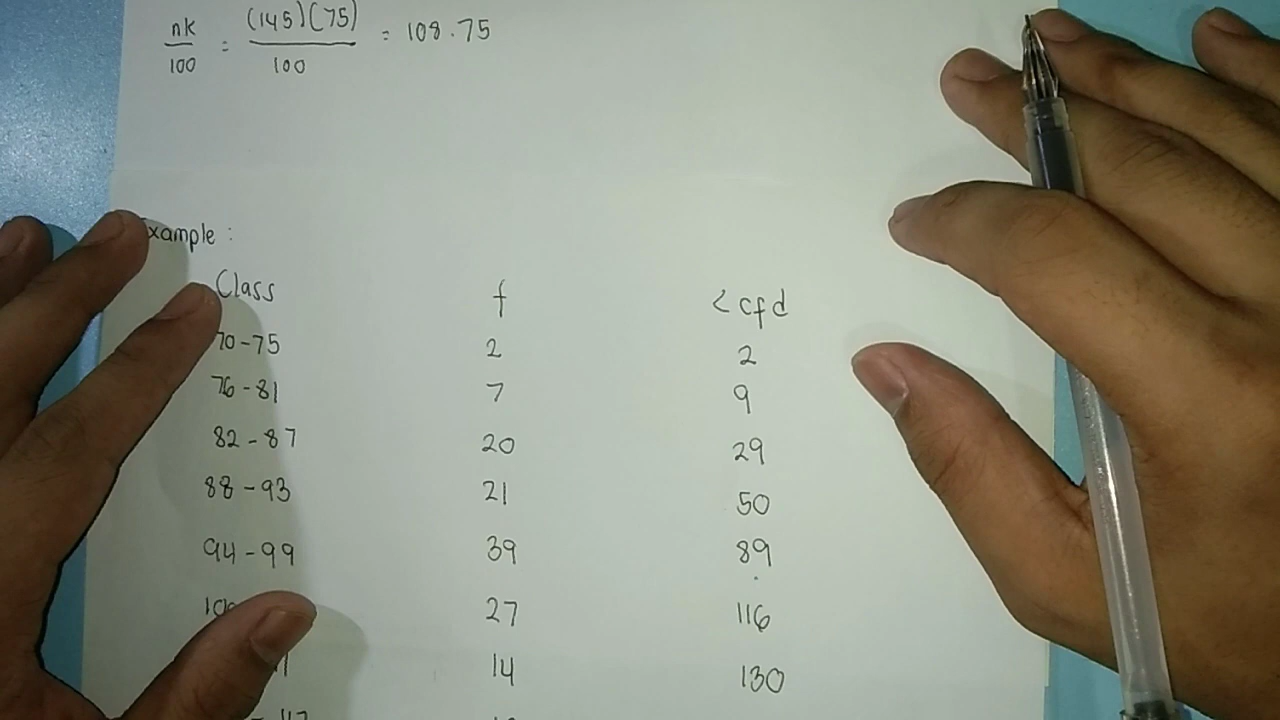 nk/100 = (145)(75)/100 = 108.75
xample :
Class f < cfd
70-75 2 2
76-81 7 9
82-87 20 29
88-93 21 50
94-99 39 89
27 116
14 130